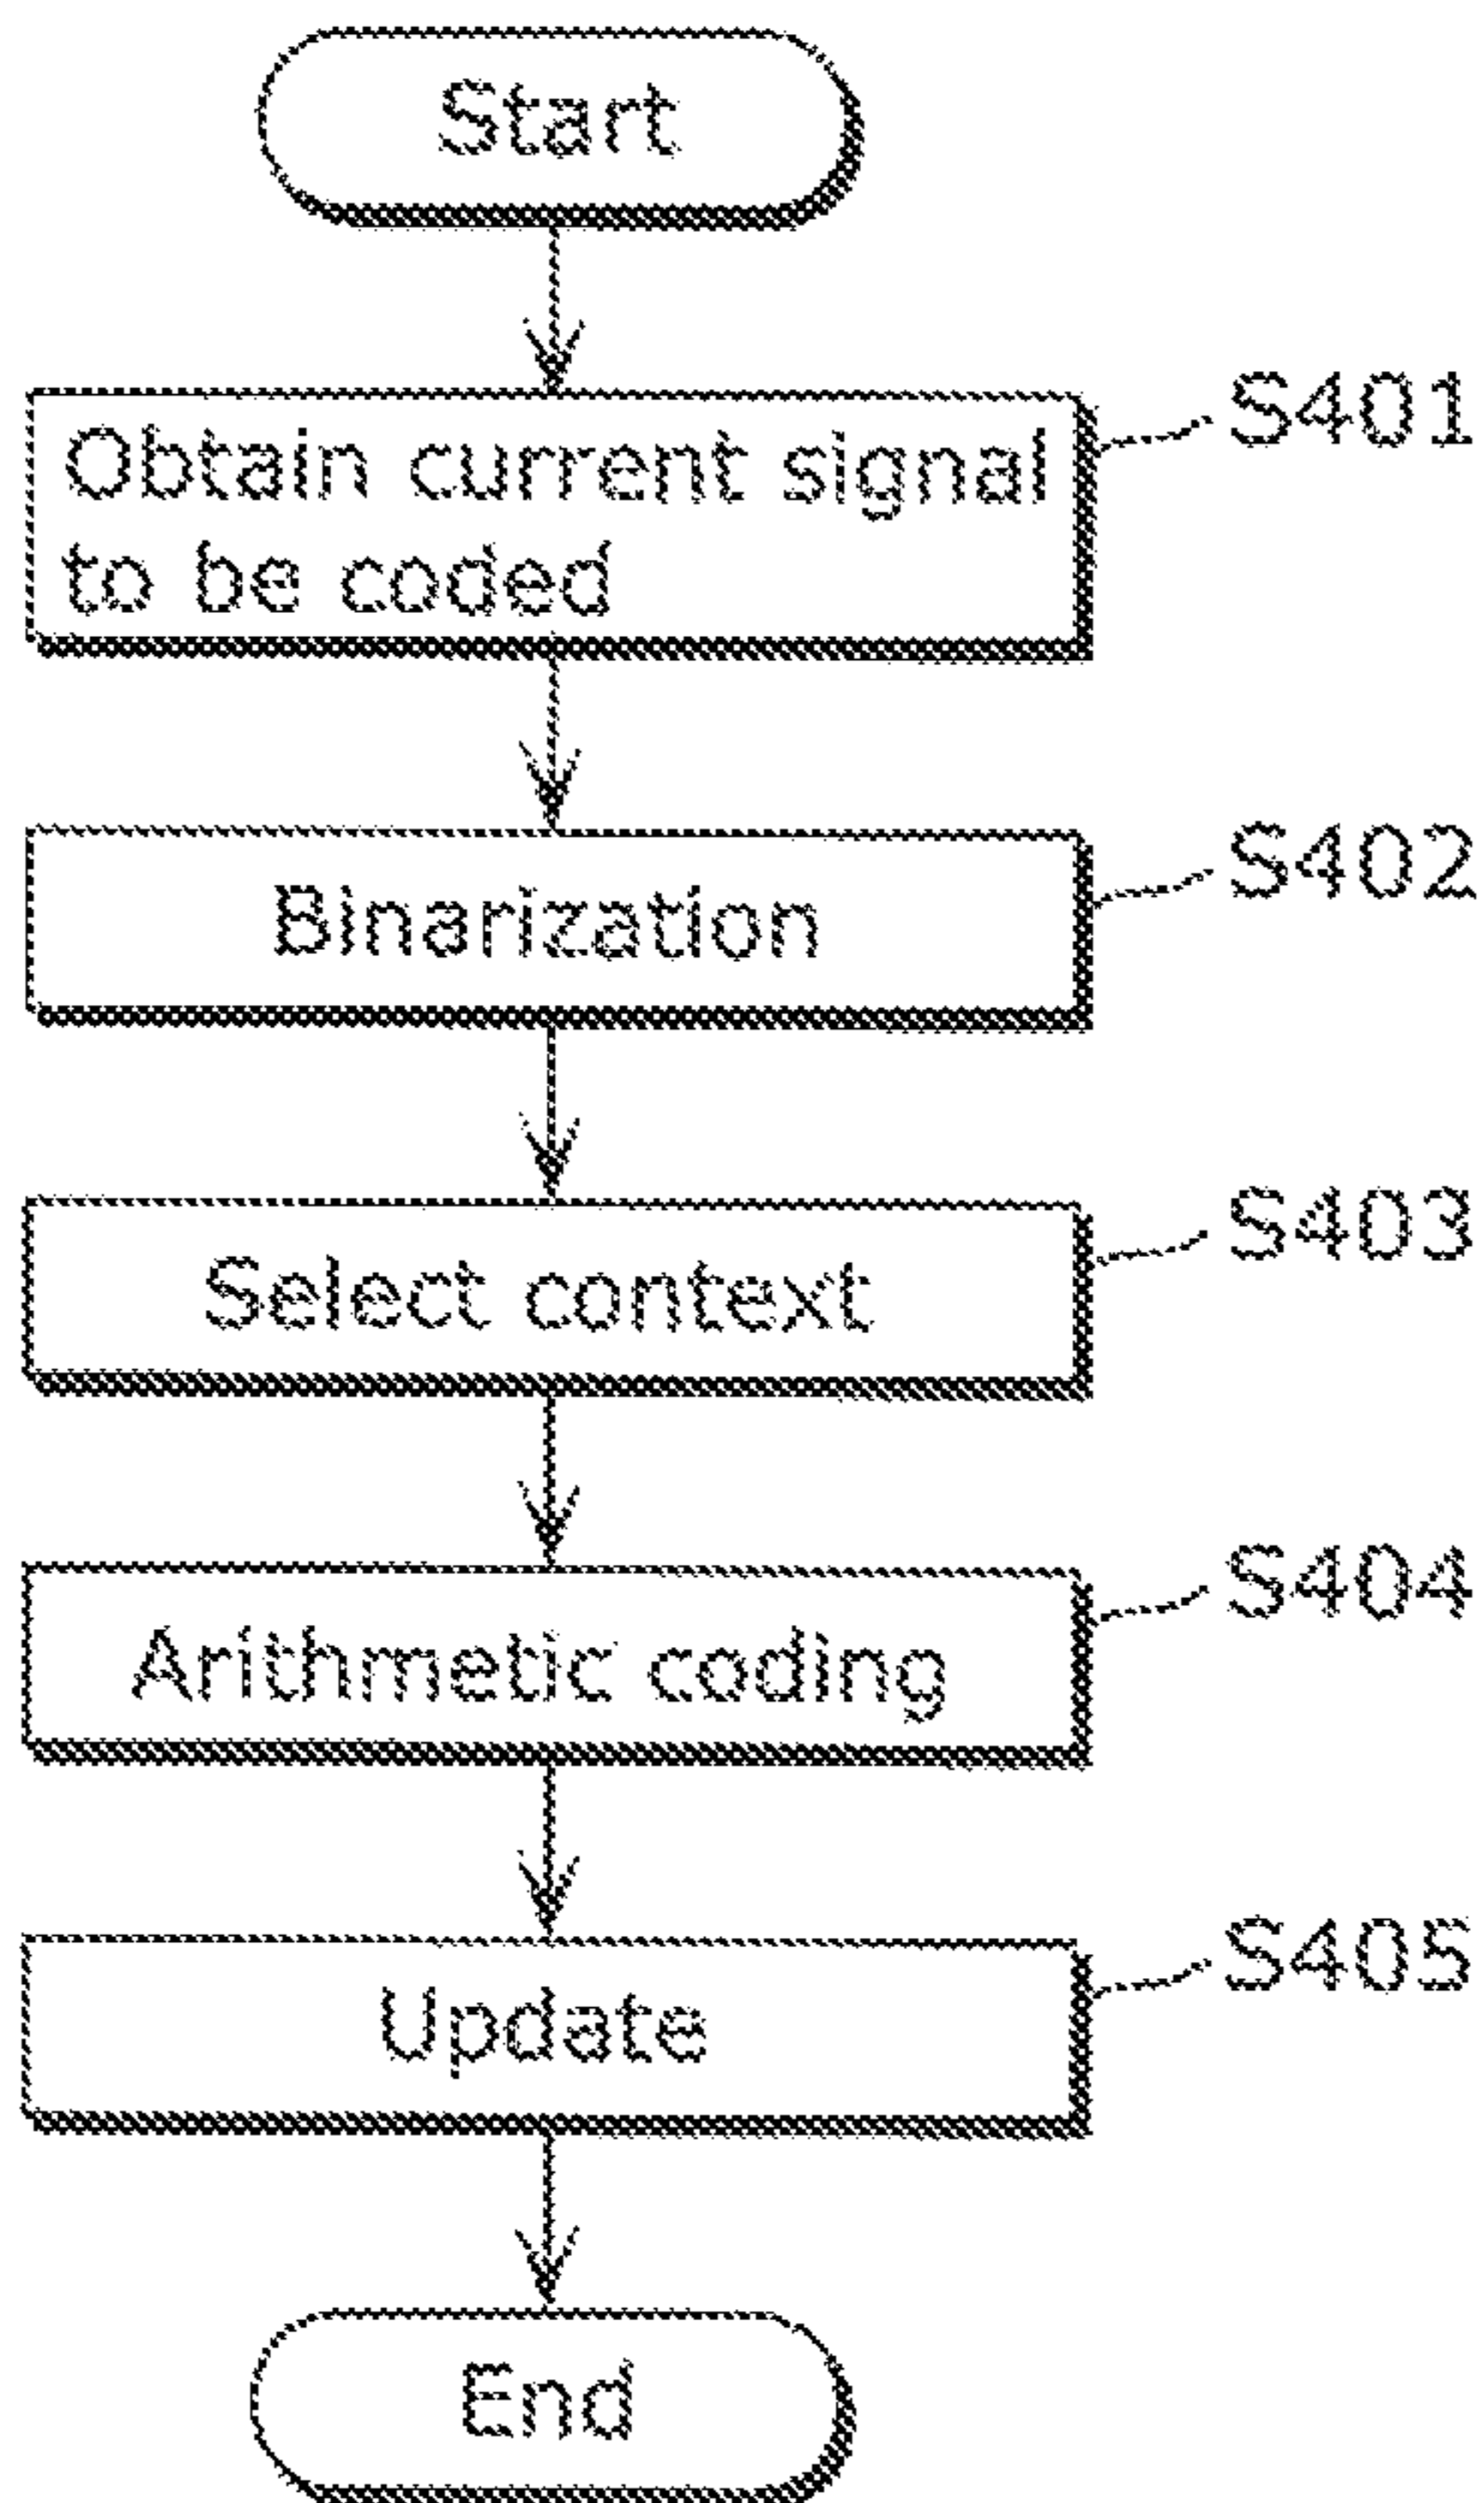 Start
Obtain current signal
to be coded
S401
Binarization
S402
Select context
S403
Arithmetic coding
S404
Update
S405
End